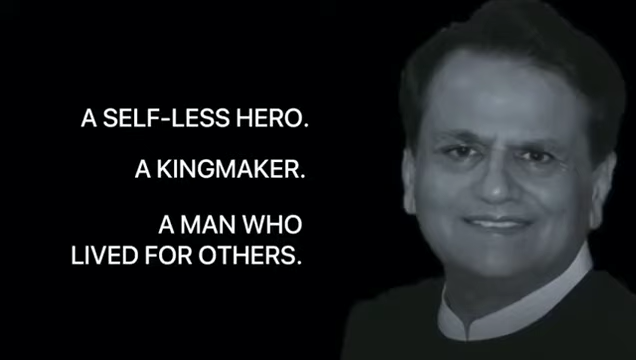 A SELF-LESS HERO.
A KINGMAKER.
A MAN WHO
LIVED FOR OTHERS.